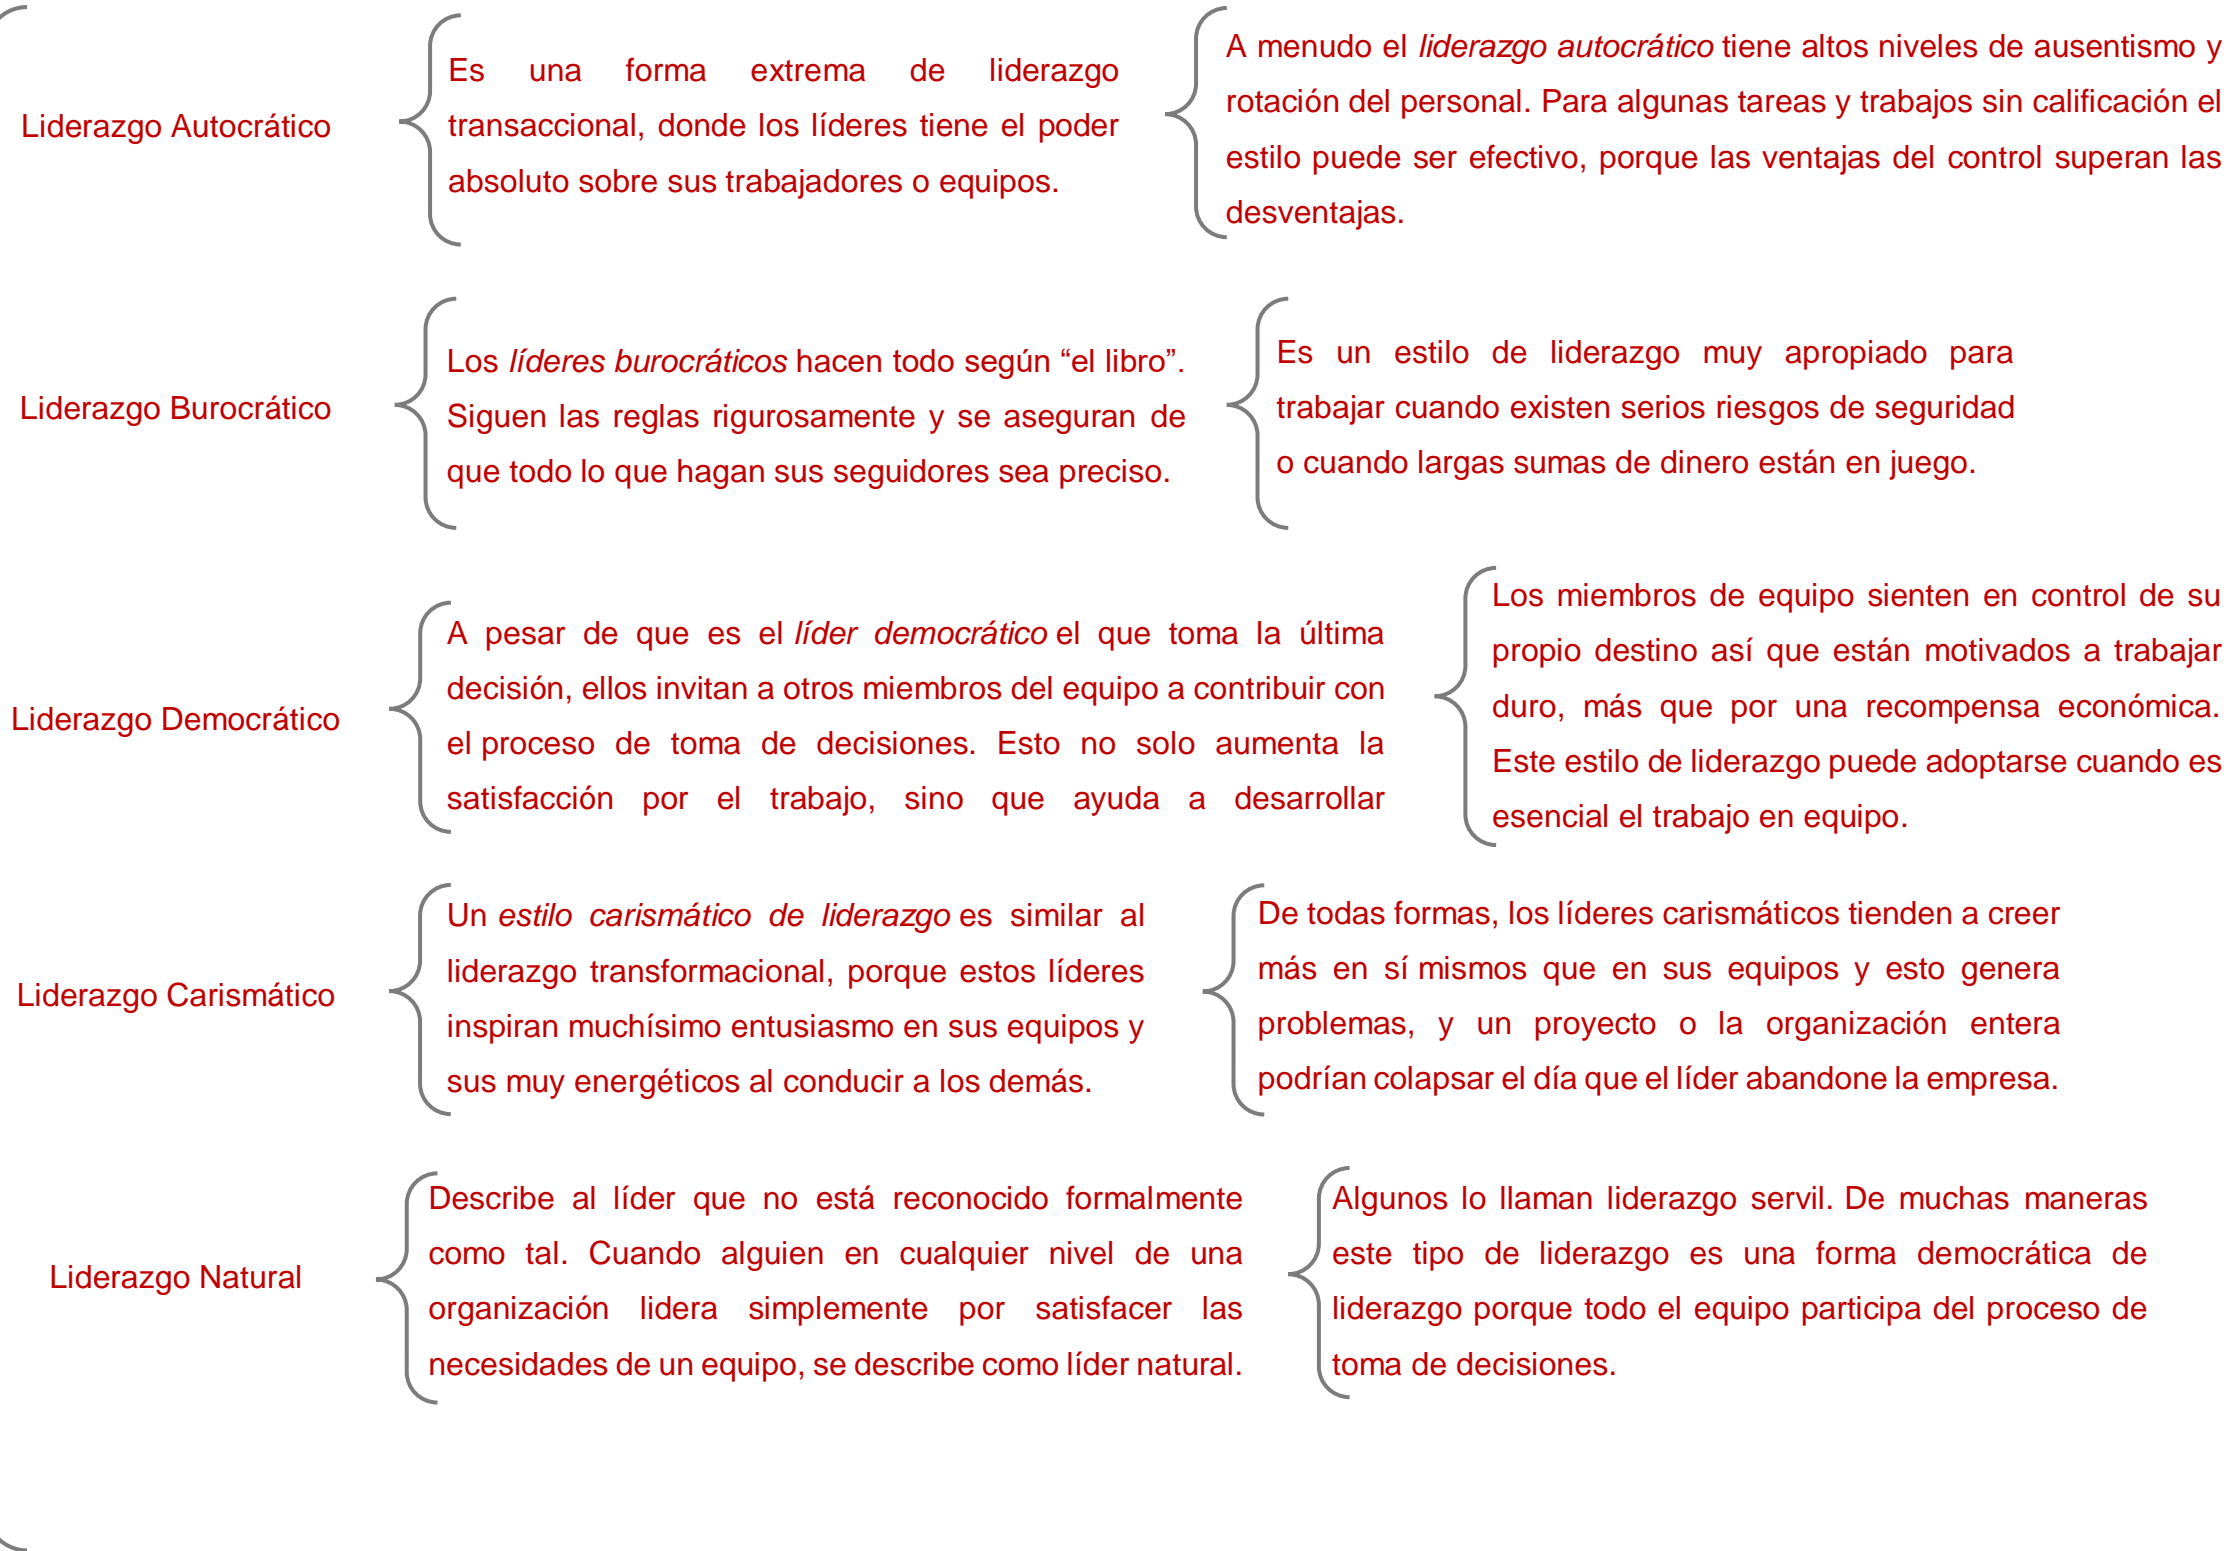 Liderazgo Autocrático
Es una forma extrema de liderazgo
transaccional, donde los líderes tiene el poder
absoluto sobre sus trabajadores o equipos.
A menudo el liderazgo autocrático tiene altos niveles de ausentismo y
rotación del personal. Para algunas tareas y trabajos sin calificación el
estilo puede ser efectivo, porque las ventajas del control superan las
desventajas.
Liderazgo Burocrático
Los líderes burocráticos hacen todo según “el libro”.
Siguen las reglas rigurosamente y se aseguran de
que todo lo que hagan sus seguidores sea preciso.
Es un estilo de liderazgo muy apropiado para
trabajar cuando existen serios riesgos de seguridad
o cuando largas sumas de dinero están en juego.
Liderazgo Democrático
A pesar de que es el líder democrático el que toma la última
decisión, ellos invitan a otros miembros del equipo a contribuir con
el proceso de toma de decisiones. Esto no solo aumenta la
satisfacción por el trabajo, sino que ayuda a desarrollar
Los miembros de equipo sienten en control de su
propio destino así que están motivados a trabajar
duro, más que por una recompensa económica.
Este estilo de liderazgo puede adoptarse cuando es
esencial el trabajo en equipo.
Liderazgo Carismático
Un estilo carismático de liderazgo es similar al
liderazgo transformacional, porque estos líderes
inspiran muchísimo entusiasmo en sus equipos y
sus muy energéticos al conducir a los demás.
De todas formas, los líderes carismáticos tienden a creer
más en sí mismos que en sus equipos y esto genera
problemas, y un proyecto o la organización entera
podrían colapsar el día que el líder abandone la empresa.
Liderazgo Natural
Describe al líder que no está reconocido formalmente
como tal. Cuando alguien en cualquier nivel de una
organización lidera simplemente por satisfacer las
necesidades de un equipo, se describe como líder natural.
Algunos lo llaman liderazgo servil. De muchas maneras
este tipo de liderazgo es una forma democrática de
liderazgo porque todo el equipo participa del proceso de
toma de decisiones.